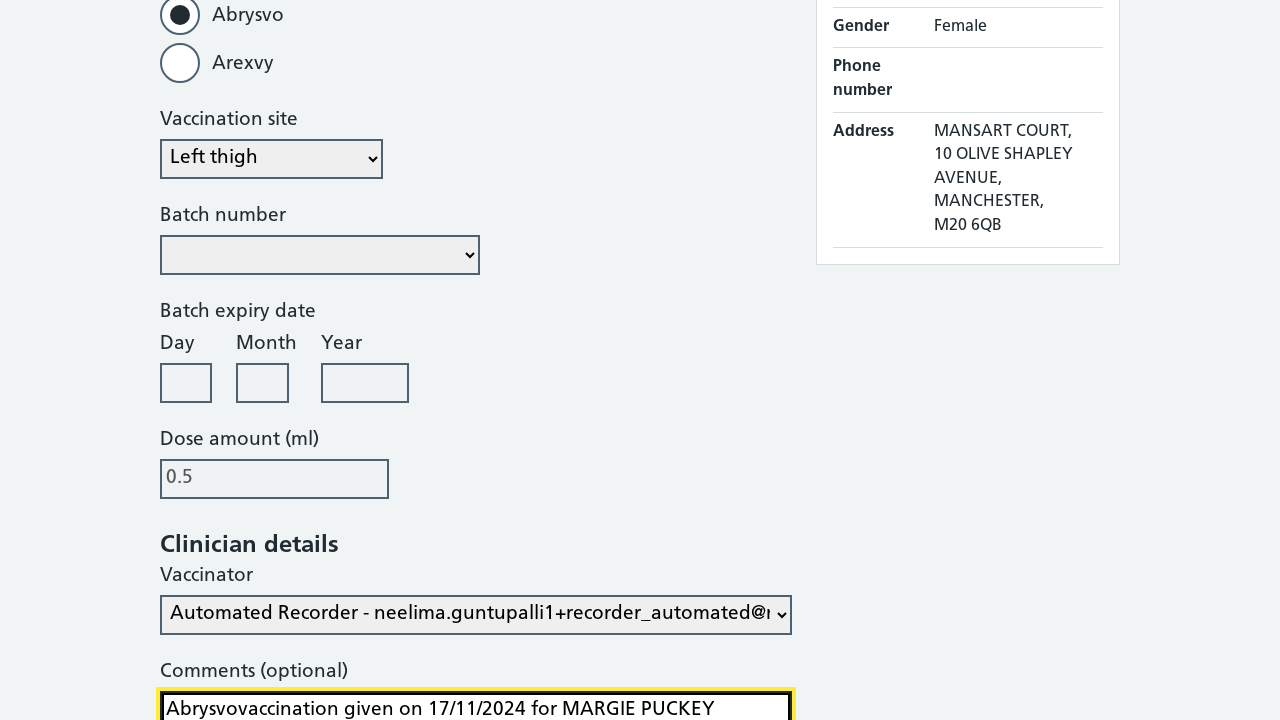 Abrysvo
Arexvy
Vaccination site
Left thigh
Batch number
Batch expiry date
Day Month Year
Dose amount (ml)
0.5
Clinician details
Vaccinator
Automated Recorder - neelima.guntupalli1+recorder_automated@
Comments (optional)
Abrysvovaccination given on 17/11/2024 for MARGIE PUCKEY
Gender Female
Phone
number
Address MANSART COURT,
10 OLIVE SHAPLEY
AVENUE,
MANCHESTER,
M20 6QB